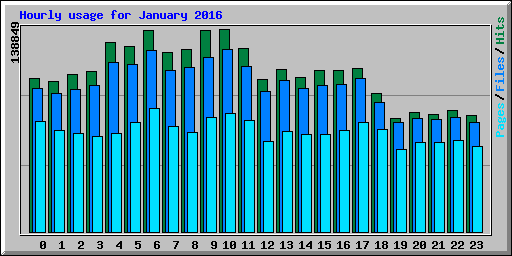 Hourly usage for January 2016
138849
Pages/Files/Hits
0 1 2 3 4 5 6 7 8 9 10 11 12 13 14 15 16 17 18 19 20 21 22 23